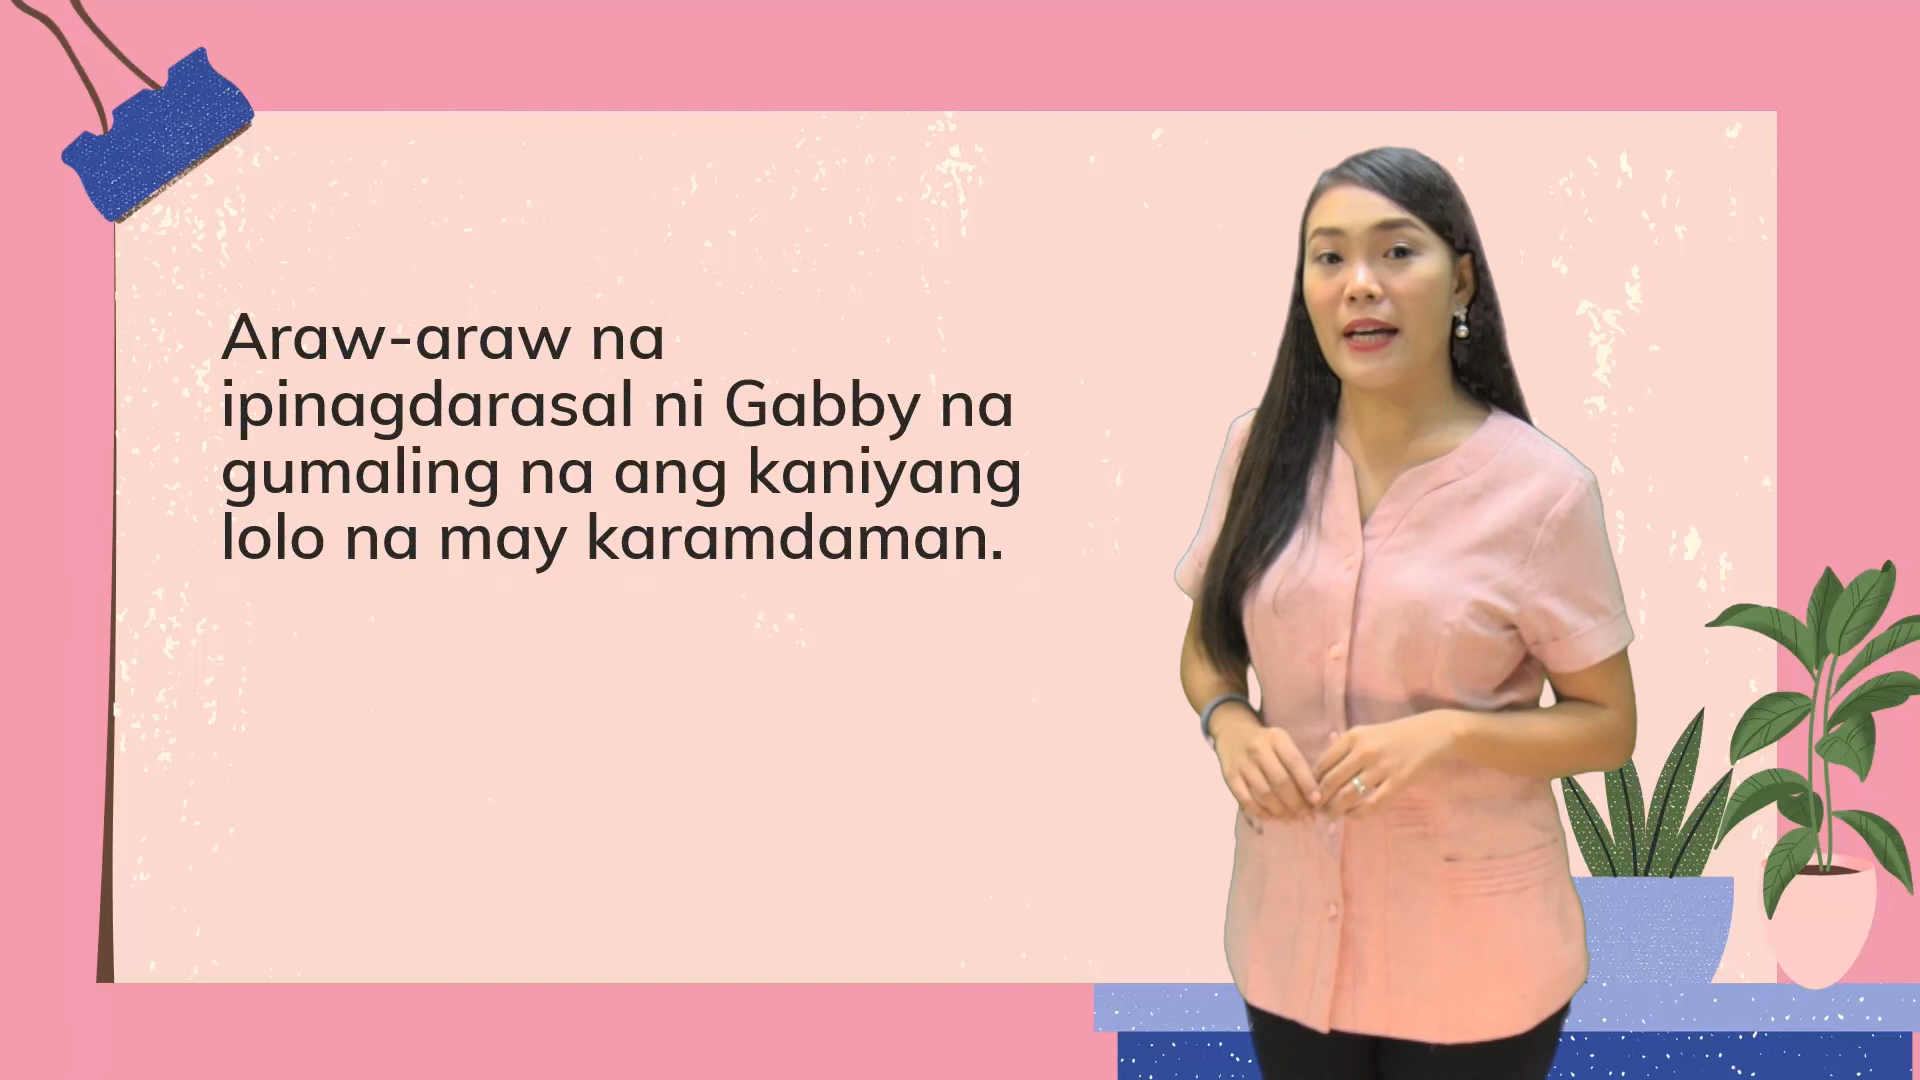 Araw-araw na
ipinagdarasal ni Gabby na
gumaling na ang kaniyang
lolo na may karamdaman.